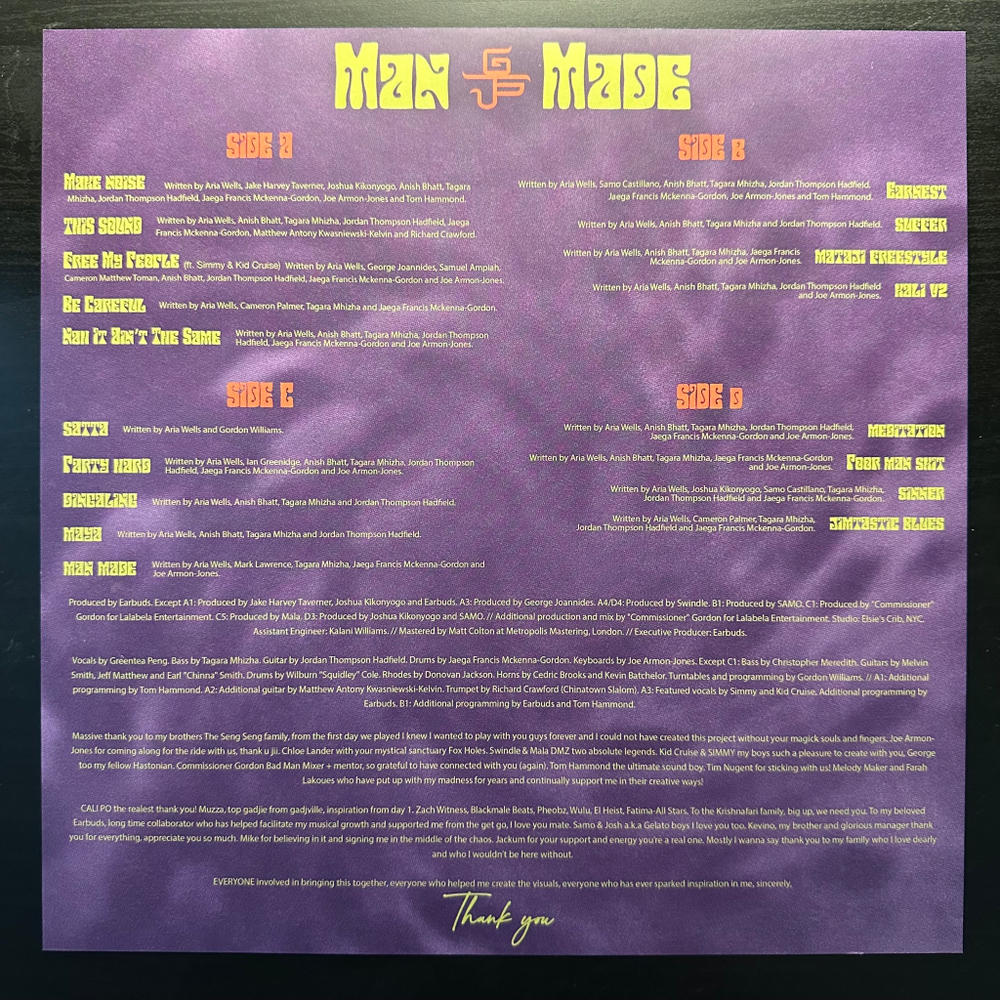 MAN GPJ MADE
SIDE A
MAKE NOISE Written by Aria Wells, Jake Harvey Taverner, Joshua Kikonyogo, Anish Bhatt, Tagara
Mhizha, Jordan Thompson Hadfield, Jaega Francis Mckenna-Gordon, Joe Armon-Jones and Tom Hammond.
THIS SOUND Written by Aria Wells, Anish Bhatt, Tagara Mhizha, Jordan Thompson Hadfield, Jaega
Francis Mckenna-Gordon, Matthew Antony Kwasniewski-Kelvin and Richard Crawford.
FREE MY PEOPLE (ft. Simmy & Kid Cruise) Written by Aria Wells, George Joannides, Samuel Ampiah,
Cameron Matthew Toman, Anish Bhatt, Jordan Thompson Hadfield, Jaega Francis Mckenna-Gordon and Joe Armon-Jones.
BE CAREFUL Written by Aria Wells, Cameron Palmer, Tagara Mhizha and Jaega Francis Mckenna-Gordon.
NAH IT AIN'T THE SAME Written by Aria Wells, Anish Bhatt, Tagara Mhizha, Jordan Thompson
Hadfield, Jaega Francis Mckenna-Gordon and Joe Armon-Jones.
SIDE B
Written by Aria Wells, Samo Castillano, Anish Bhatt, Tagara Mhizha, Jordan Thompson Hadfield,
Jaega Francis Mckenna-Gordon, Joe Armon-Jones and Tom Hammond. EARNEST
Written by Aria Wells, Anish Bhatt, Tagara Mhizha and Jordan Thompson Hadfield. SUFFER
Written by Aria Wells, Anish Bhatt, Tagara Mhizha, Jaega Francis
Mckenna-Gordon and Joe Armon-Jones. MATAJI FREESTYLE
Written by Aria Wells, Anish Bhatt, Tagara Mhizha, Jordan Thompson Hadfield
and Joe Armon-Jones. KALI V2
SIDE C
SATTA Written by Aria Wells and Gordon Williams.
PARTY HARD Written by Aria Wells, Ian Greenidge, Anish Bhatt, Tagara Mhizha, Jordan Thompson
Hadfield, Jaega Francis Mckenna-Gordon and Joe Armon-Jones.
DINGALING Written by Aria Wells, Anish Bhatt, Tagara Mhizha and Jordan Thompson Hadfield.
MAYA Written by Aria Wells, Anish Bhatt, Tagara Mhizha and Jordan Thompson Hadfield.
MAN MADE Written by Aria Wells, Mark Lawrence, Tagara Mhizha, Jaega Francis Mckenna-Gordon and
Joe Armon-Jones.
SIDE D
Written by Aria Wells, Anish Bhatt, Tagara Mhizha, Jordan Thompson Hadfield,
Jaega Francis Mckenna-Gordon and Joe Armon-Jones. MEDITATION
Written by Aria Wells, Anish Bhatt, Tagara Mhizha, Jaega Francis Mckenna-Gordon
and Joe Armon-Jones. POOR MAN SKIT
Written by Aria Wells, Joshua Kikonyogo, Samo Castillano, Tagara Mhizha,
Jordan Thompson Hadfield and Jaega Francis Mckenna-Gordon. SINNER
Written by Aria Wells, Cameron Palmer, Tagara Mhizha,
Jordan Thompson Hadfield and Jaega Francis Mckenna-Gordon. JIMTASTIC BLUES
Produced by Earbuds. Except A1: Produced by Jake Harvey Taverner, Joshua Kikonyogo and Earbuds. A3: Produced by George Joannides. A4/D4: Produced by Swindle. B1: Produced by SAMO. C1: Produced by "Commissioner"
Gordon for Lalabela Entertainment. C5: Produced by Mala. D3: Produced by Joshua Kikonyogo and SAMO. // Additional production and mix by "Commissioner" Gordon for Lalabela Entertainment. Studio: Elsie's Crib, NYC.
Assistant Engineer: Kalani Williams. // Mastered by Matt Colton at Metropolis Mastering, London. // Executive Producer: Earbuds.
Vocals by Greentea Peng. Bass by Tagara Mhizha. Guitar by Jordan Thompson Hadfield. Drums by Jaega Francis Mckenna-Gordon. Keyboards by Joe Armon-Jones. Except C1: Bass by Christopher Meredith. Guitars by Melvin
Smith, Jeff Matthew and Earl "Chinna" Smith. Drums by Wilburn "Squidley" Cole. Rhodes by Donovan Jackson. Horns by Cedric Brooks and Kevin Batchelor. Turntables and programming by Gordon Williams. // A1: Additional
programming by Tom Hammond. A2: Additional guitar by Matthew Antony Kwasniewski-Kelvin. Trumpet by Richard Crawford (Chinatown Slalom). A3: Featured vocals by Simmy and Kid Cruise. Additional programming by
Earbuds. B1: Additional programming by Earbuds and Tom Hammond.
Massive thank you to my brothers The Seng Seng family, from the first day we played I knew I wanted to play with you guys forever and I could not have created this project without your magick souls and fingers. Joe Armon-
Jones for coming along for the ride with us, thank u jii. Chloe Lander with your mystical sanctuary Fox Holes. Swindle & Mala DMZ two absolute legends. Kid Cruise & SIMMY my boys such a pleasure to create with you, George
too my fellow Hastonian. Commissioner Gordon Bad Man Mixer + mentor, so grateful to have connected with you (again). Tom Hammond the ultimate sound boy. Tim Nugent for sticking with us! Melody Maker and Farah
Lakoues who have put up with my madness for years and continually support me in their creative ways!
CALI PO the realest thank you! Muzza, top gadjie from gadjville, inspiration from day 1. Zach Witness, Blackmale Beats, Pheobz, Wulu, El Heist, Fatima-All Stars. To the Krishnafari family, big up, we need you. To my beloved
Earbuds, long time collaborator who has helped facilitate my musical growth and supported me from the get go, I love you mate. Samo & Josh a.k.a Gelato boys I love you too. Kevino, my brother and glorious manager thank
you for everything, appreciate you so much. Mike for believing in it and signing me in the middle of the chaos. Jackum for your support and energy you're a real one. Mostly I wanna say thank you to my family who I love dearly
and who I wouldn't be here without.
EVERYONE involved in bringing this together, everyone who helped me create the visuals, everyone who has ever sparked inspiration in me, sincerely,
Thank you